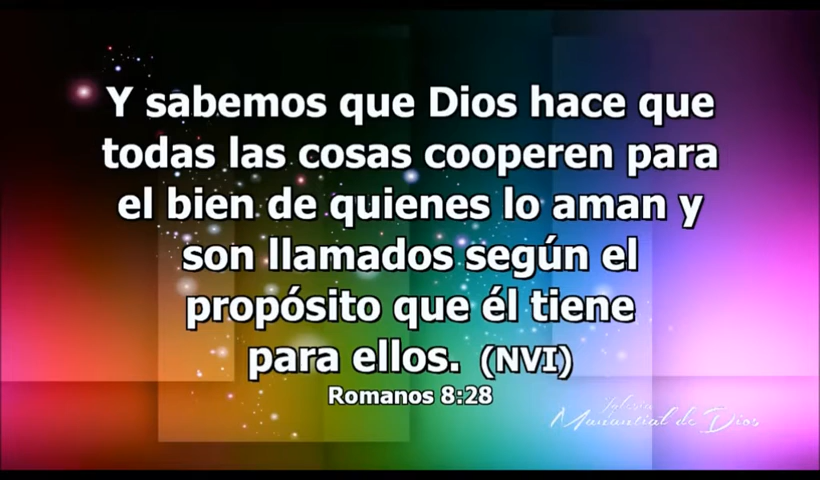 Y sabemos que Dios hace que
todas las cosas cooperen para
el bien de quienes lo aman y
son llamados según el
propósito que él tiene
para ellos. (NVI)
Romanos 8:28
Iglesia
Manantial de Dios